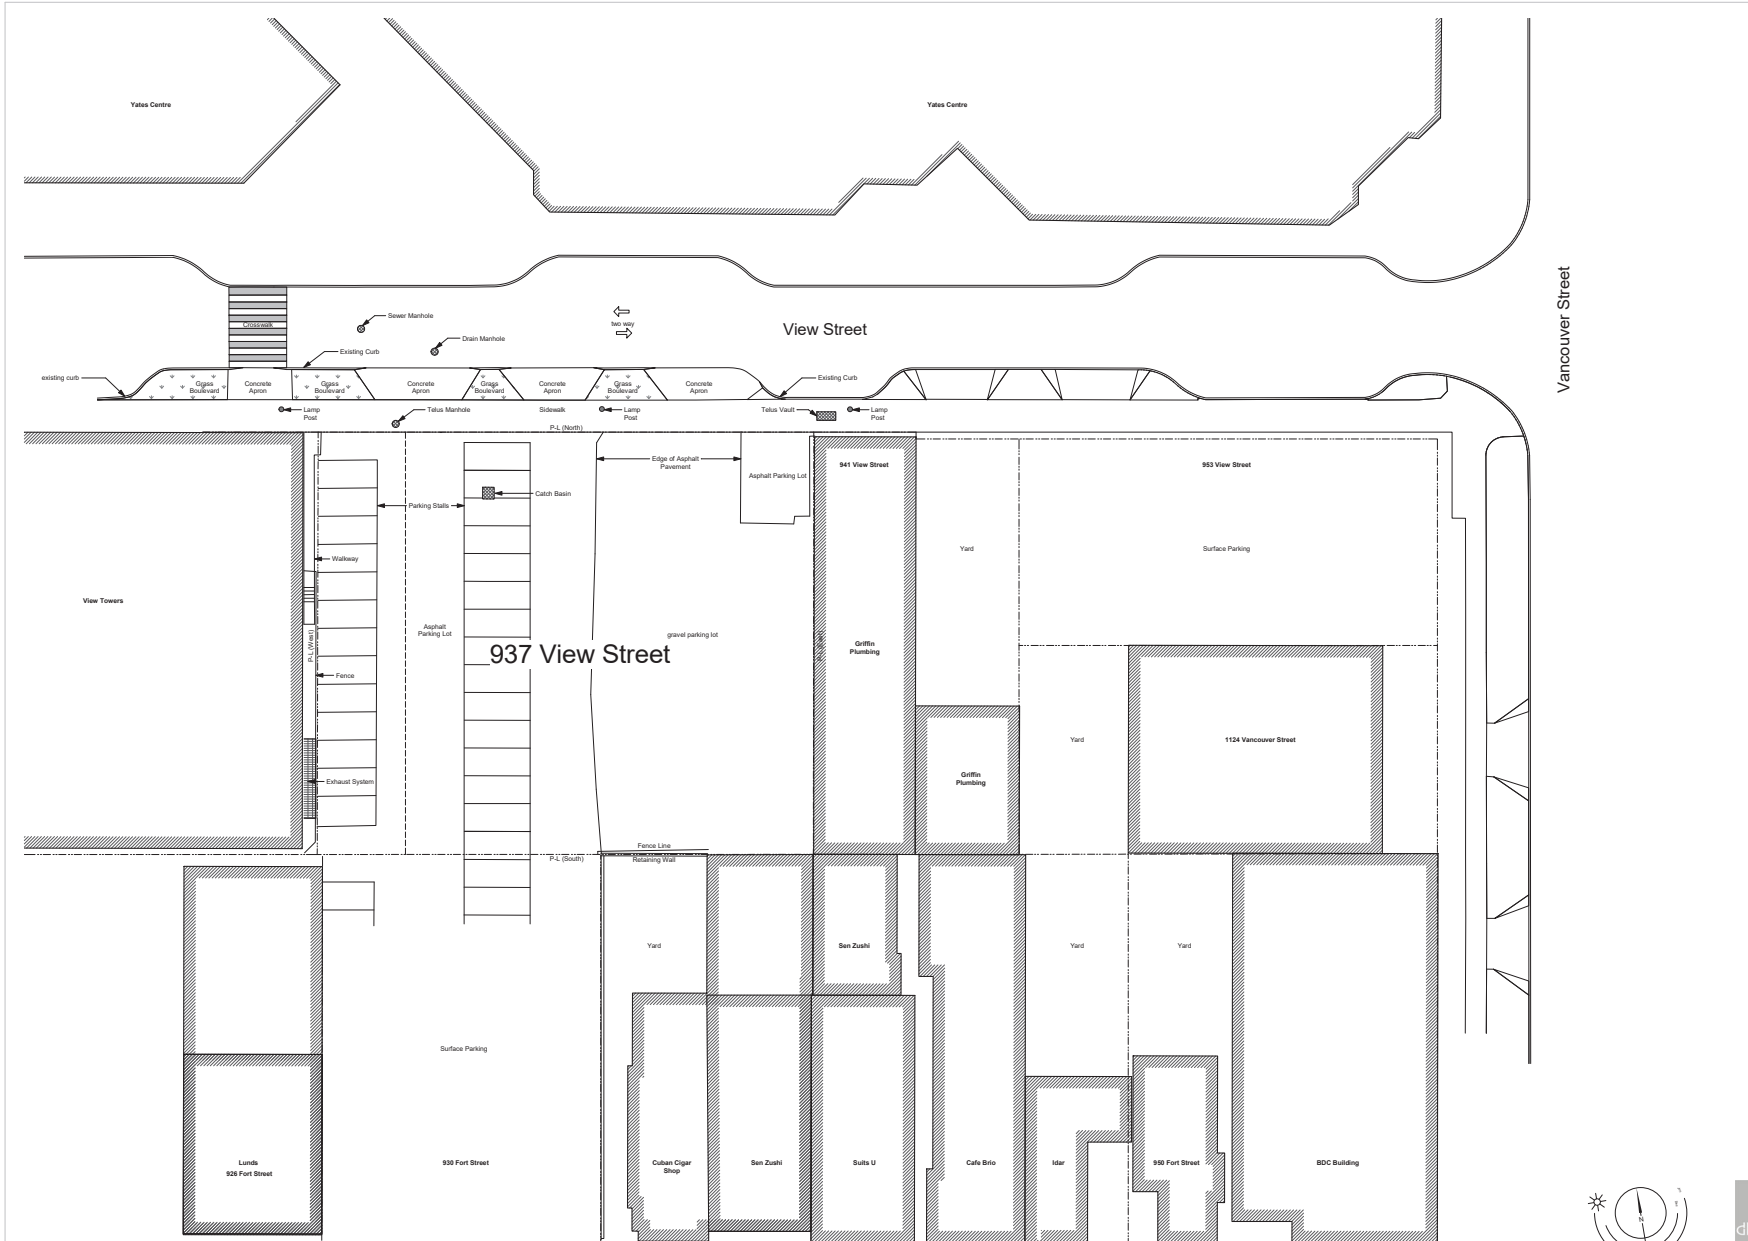 Yates Centre
Yates Centre
Vancouver Street
Sewer Manhole
two way
Crosswalk
View Street
Drain Manhole
Existing Curb
existing curb
Grass
Boulevard
Concrete
Apron
Grass
Boulevard
Concrete
Apron
Grass
Boulevard
Concrete
Apron
Grass
Boulevard
Concrete
Apron
Existing Curb
Lamp
Post
Telus Manhole
Sidewalk
Lamp
Post
Telus Vault
Lamp
Post
P-L (North)
Edge of Asphalt
Pavement
Asphalt Parking Lot
941 View Street
953 View Street
Catch Basin
Parking Stalls
Walkway
Yard
Surface Parking
View Towers
Asphalt
Parking Lot
P-L (West)
gravel parking lot
P-L (East)
Griffin
Plumbing
937 View Street
Fence
Yard
1124 Vancouver Street
Exhaust System
Griffin
Plumbing
Fence Line
P-L (South)
Retaining Wall
Yard
Sen Zushi
Yard
Yard
Surface Parking
Lunds
926 Fort Street
930 Fort Street
Cuban Cigar
Shop
Sen Zushi
Suits U
Cafe Brio
Idar
950 Fort Street
BDC Building
N